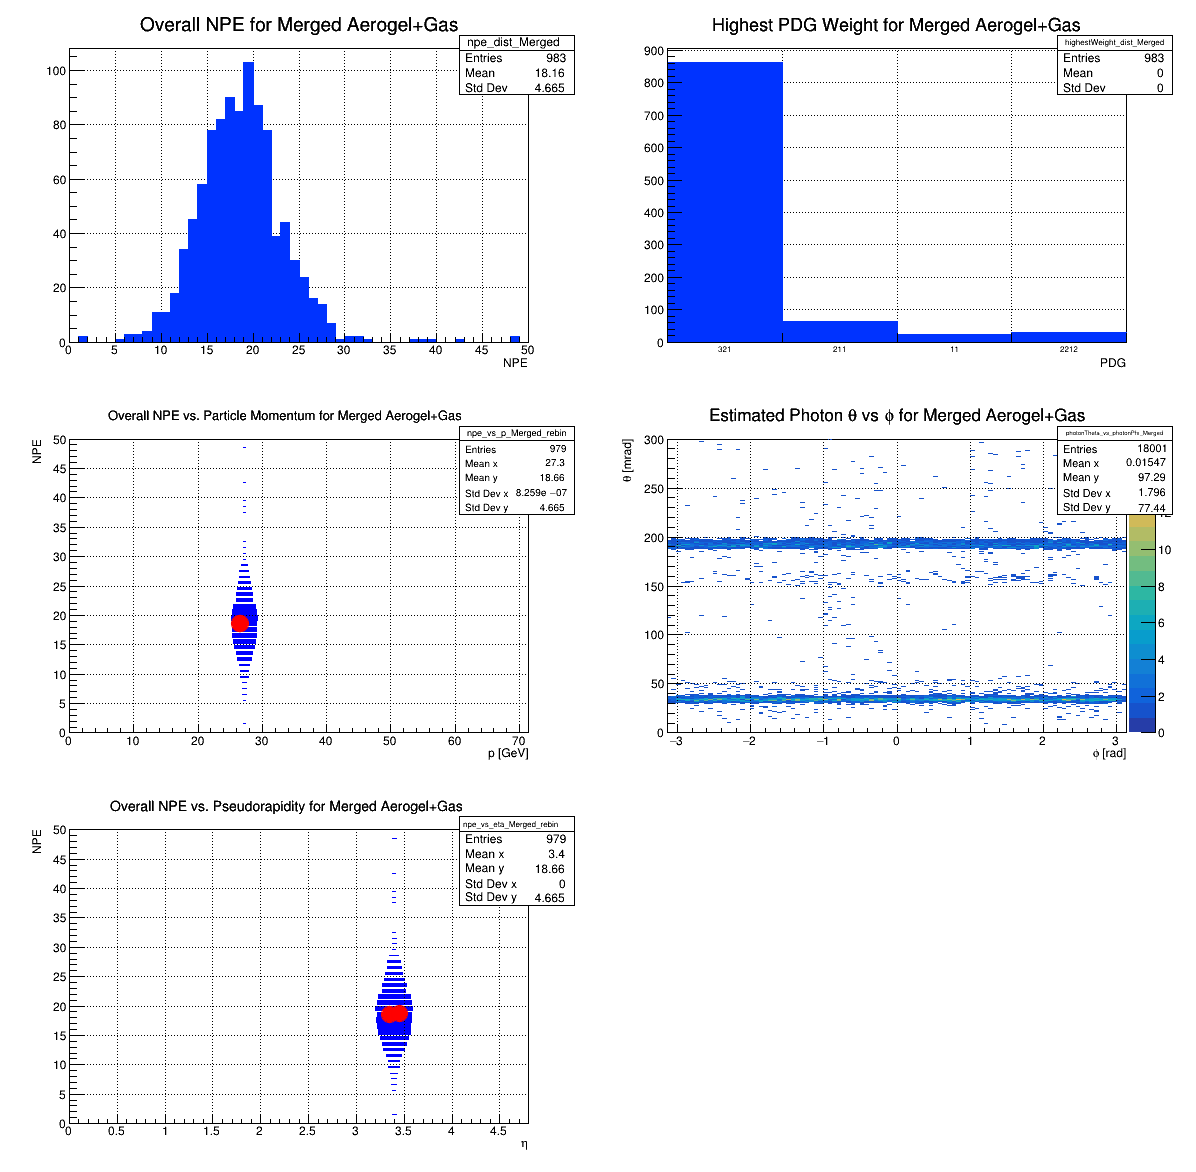 Overall NPE for Merged Aerogel+Gas
npe_dist_Merged
Entries 983
Mean 18.16
Std Dev 4.665
100
80
60
40
20
0
0 5 10 15 20 25 30 35 40 45 50
NPE
Highest PDG Weight for Merged Aerogel+Gas
highestWeight_dist_Merged
Entries 983
Mean 0
Std Dev 0
900
800
700
600
500
400
300
200
100
0
321 211 11 2212
PDG
Overall NPE vs. Particle Momentum for Merged Aerogel+Gas
npe_vs_p_Merged_rebin
Entries 979
Mean x 27.3
Mean y 18.66
Std Dev x 8.259e −07
Std Dev y 4.665
NPE
50
45
40
35
30
25
20
15
10
5
0
0 10 20 30 40 50 60 70
p [GeV]
Estimated Photon θ vs ϕ for Merged Aerogel+Gas
photonTheta_vs_photonPhi_Merged
Entries 18001
Mean x 0.01547
Mean y 97.29
Std Dev x 1.796
Std Dev y 77.44
θ [mrad]
300
250
200
150
100
50
0
−3 −2 −1 0 1 2 3
ϕ [rad]
10
8
6
4
2
0
Overall NPE vs. Pseudorapidity for Merged Aerogel+Gas
npe_vs_eta_Merged_rebin
Entries 979
Mean x 3.4
Mean y 18.66
Std Dev x 0
Std Dev y 4.665
NPE
50
45
40
35
30
25
20
15
10
5
0
0 0.5 1 1.5 2 2.5 3 3.5 4 4.5
η